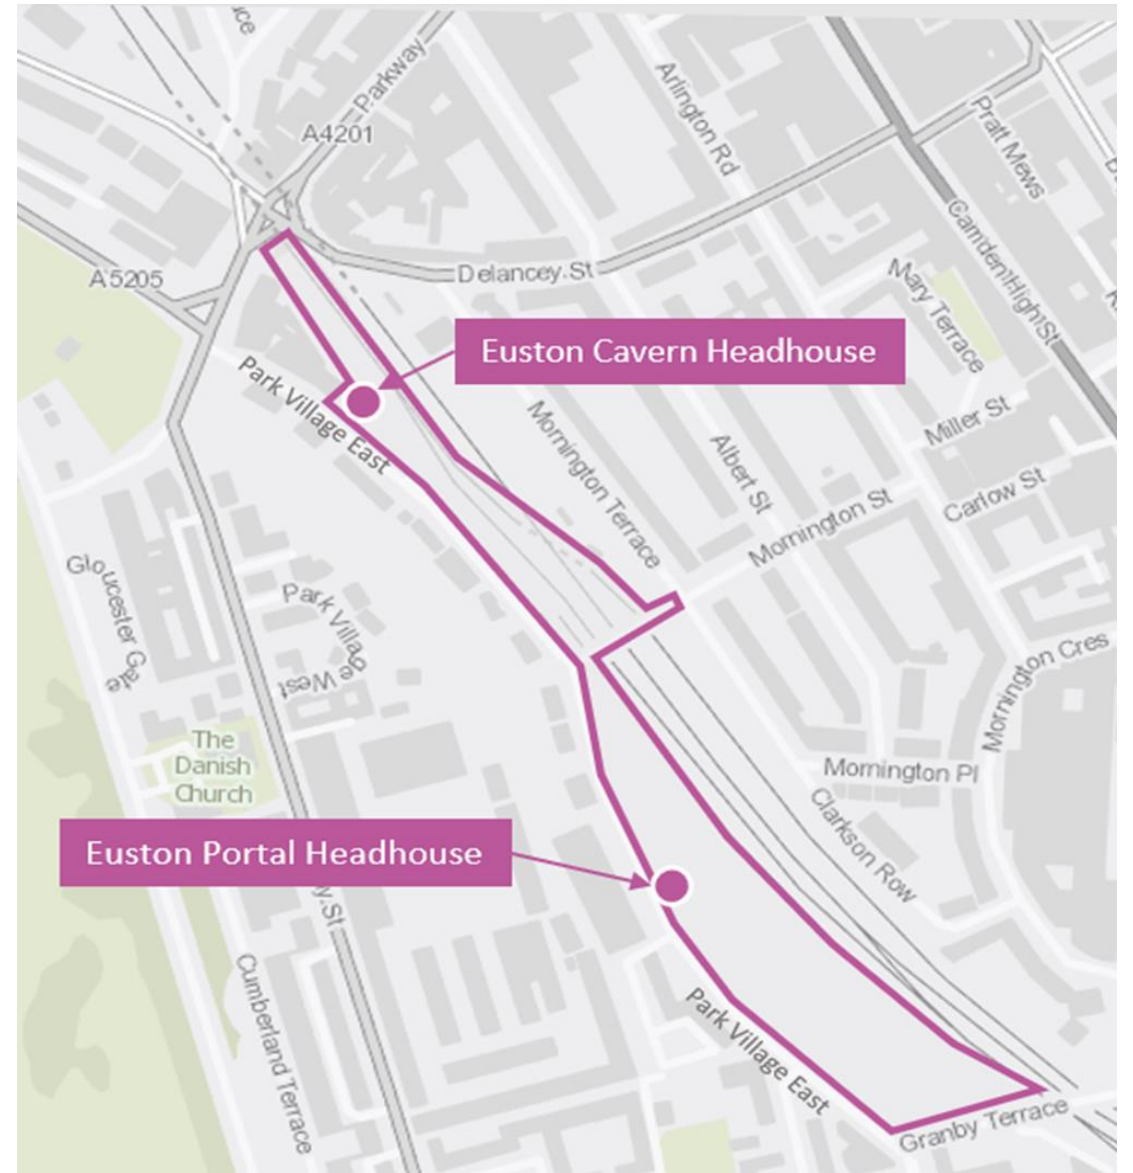 Parkway
A4201
Arlington Rd
Pratt Mews
A5205
Delancey St
Camden High St
Mary Terrace
Euston Cavern Headhouse
Park Village East
Mornington Terrace
Albert St
Miller St
Carlow St
Mornington St
Gloucester Gate
Park Village West
Mornington Cres
The
Danish
Church
Mornington Pl
Clarkson Row
Euston Portal Headhouse
y St
Cumberland Terrace
Park Village East
Granby Terrace